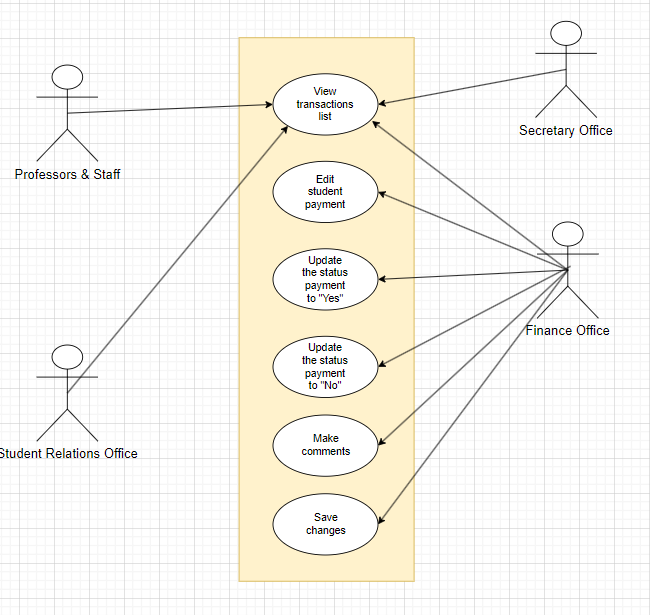 View
transactions
list
Secretary Office
Professors & Staff
Edit
student
payment
Update
the status
payment
to "Yes"
Finance Office
Update
the status
payment
to "No"
Student Relations Office
Make
comments
Save
changes